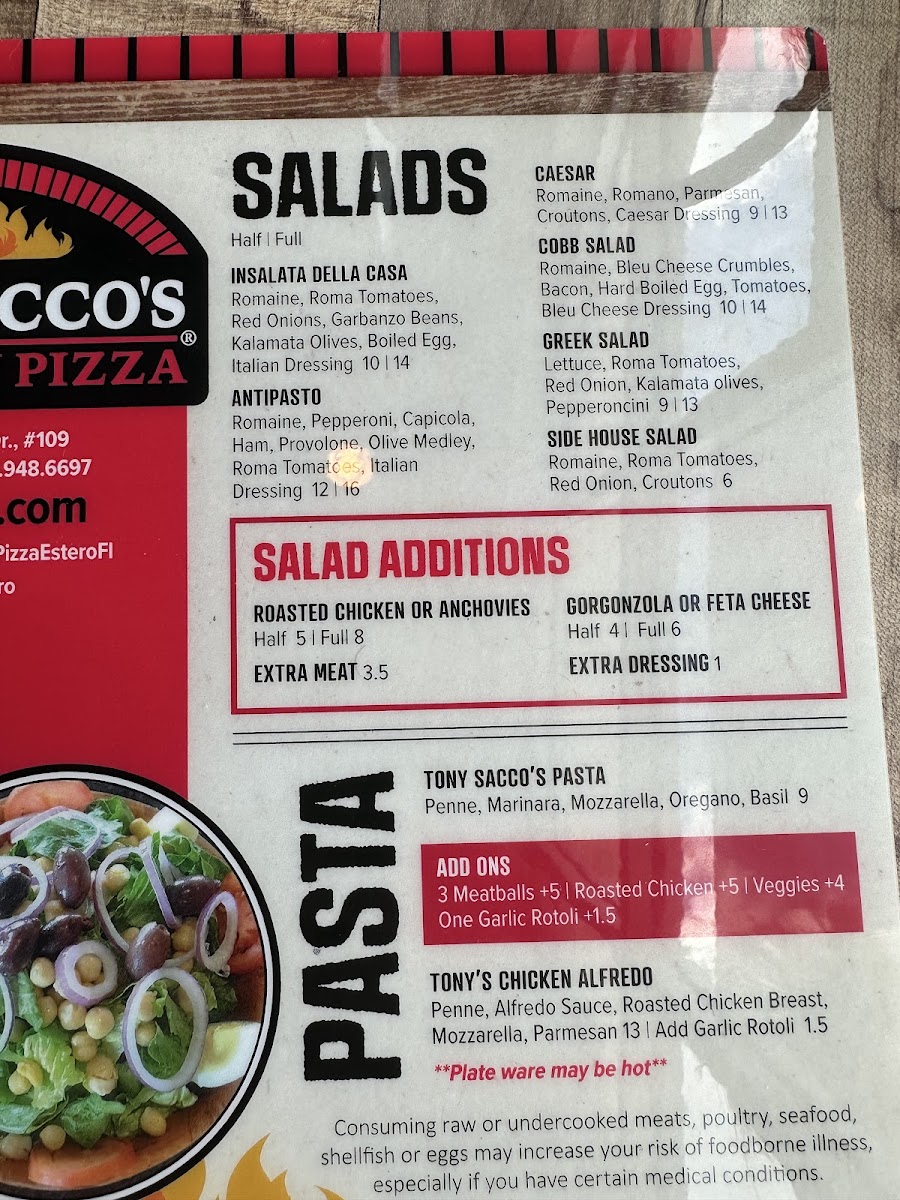 CCO'S
®
PIZZA
r., #109
.948.6697
.com
PizzaEsteroFl
ro
SALADS
Half | Full
INSALATA DELLA CASA
Romaine, Roma Tomatoes,
Red Onions, Garbanzo Beans,
Kalamata Olives, Boiled Egg,
Italian Dressing 10 | 14
ANTIPASTO
Romaine, Pepperoni, Capicola,
Ham, Provolone, Olive Medley,
Roma Tomatoes, Italian
Dressing 12 | 16
CAESAR
Romaine, Romano, Parmesan,
Croutons, Caesar Dressing 9 | 13
COBB SALAD
Romaine, Bleu Cheese Crumbles,
Bacon, Hard Boiled Egg, Tomatoes,
Bleu Cheese Dressing 10 | 14
GREEK SALAD
Lettuce, Roma Tomatoes,
Red Onion, Kalamata olives,
Pepperoncini 9 | 13
SIDE HOUSE SALAD
Romaine, Roma Tomatoes,
Red Onion, Croutons 6
SALAD ADDITIONS
ROASTED CHICKEN OR ANCHOVIES
Half 5 | Full 8
EXTRA MEAT 3.5
GORGONZOLA OR FETA CHEESE
Half 4 | Full 6
EXTRA DRESSING 1
PASTA
TONY SACCO'S PASTA
Penne, Marinara, Mozzarella, Oregano, Basil 9
ADD ONS
3 Meatballs +5 | Roasted Chicken +5 | Veggies +4
One Garlic Rotoli +1.5
TONY'S CHICKEN ALFREDO
Penne, Alfredo Sauce, Roasted Chicken Breast,
Mozzarella, Parmesan 13 | Add Garlic Rotoli 1.5
**Plate ware may be hot**
Consuming raw or undercooked meats, poultry, seafood,
shellfish or eggs may increase your risk of foodborne illness,
especially if you have certain medical conditions.